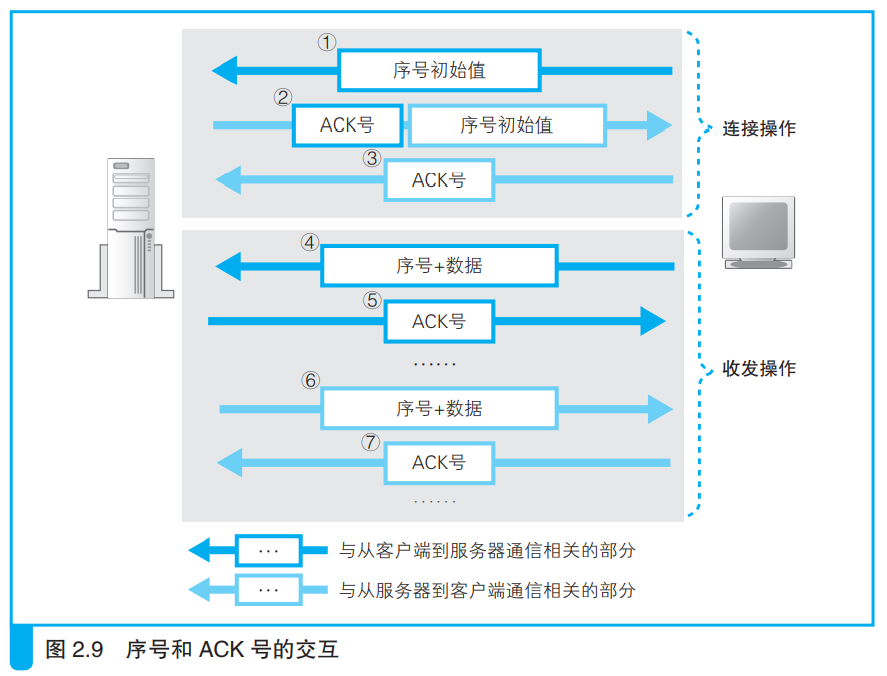 ①
序号初始值
②
ACK号
序号初始值
连接操作
③
ACK号
④
序号+数据
⑤
ACK号
……
收发操作
⑥
序号+数据
⑦
ACK号
……
… 与从客户端到服务器通信相关的部分
… 与从服务器到客户端通信相关的部分
图 2.9 序号和 ACK 号的交互